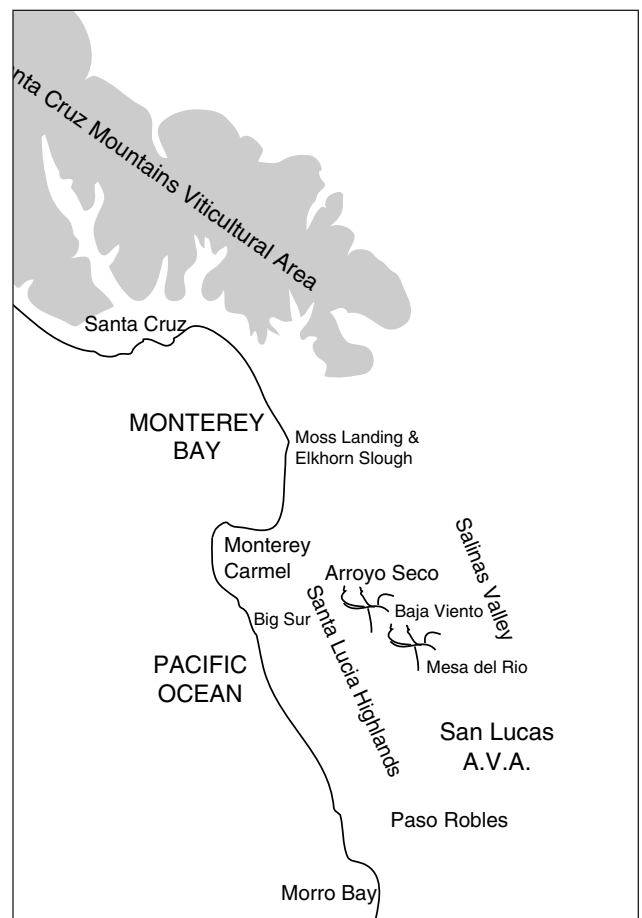 nta Cruz Mountains Viticultural Area
Santa Cruz
MONTEREY
BAY
Moss Landing &
Elkhorn Slough
Salinas Valley
Monterey
Carmel
Arroyo Seco
Santa Lucia Highlands
Big Sur
Baja Viento
PACIFIC
OCEAN
Mesa del Rio
San Lucas
A.V.A.
Paso Robles
Morro Bay